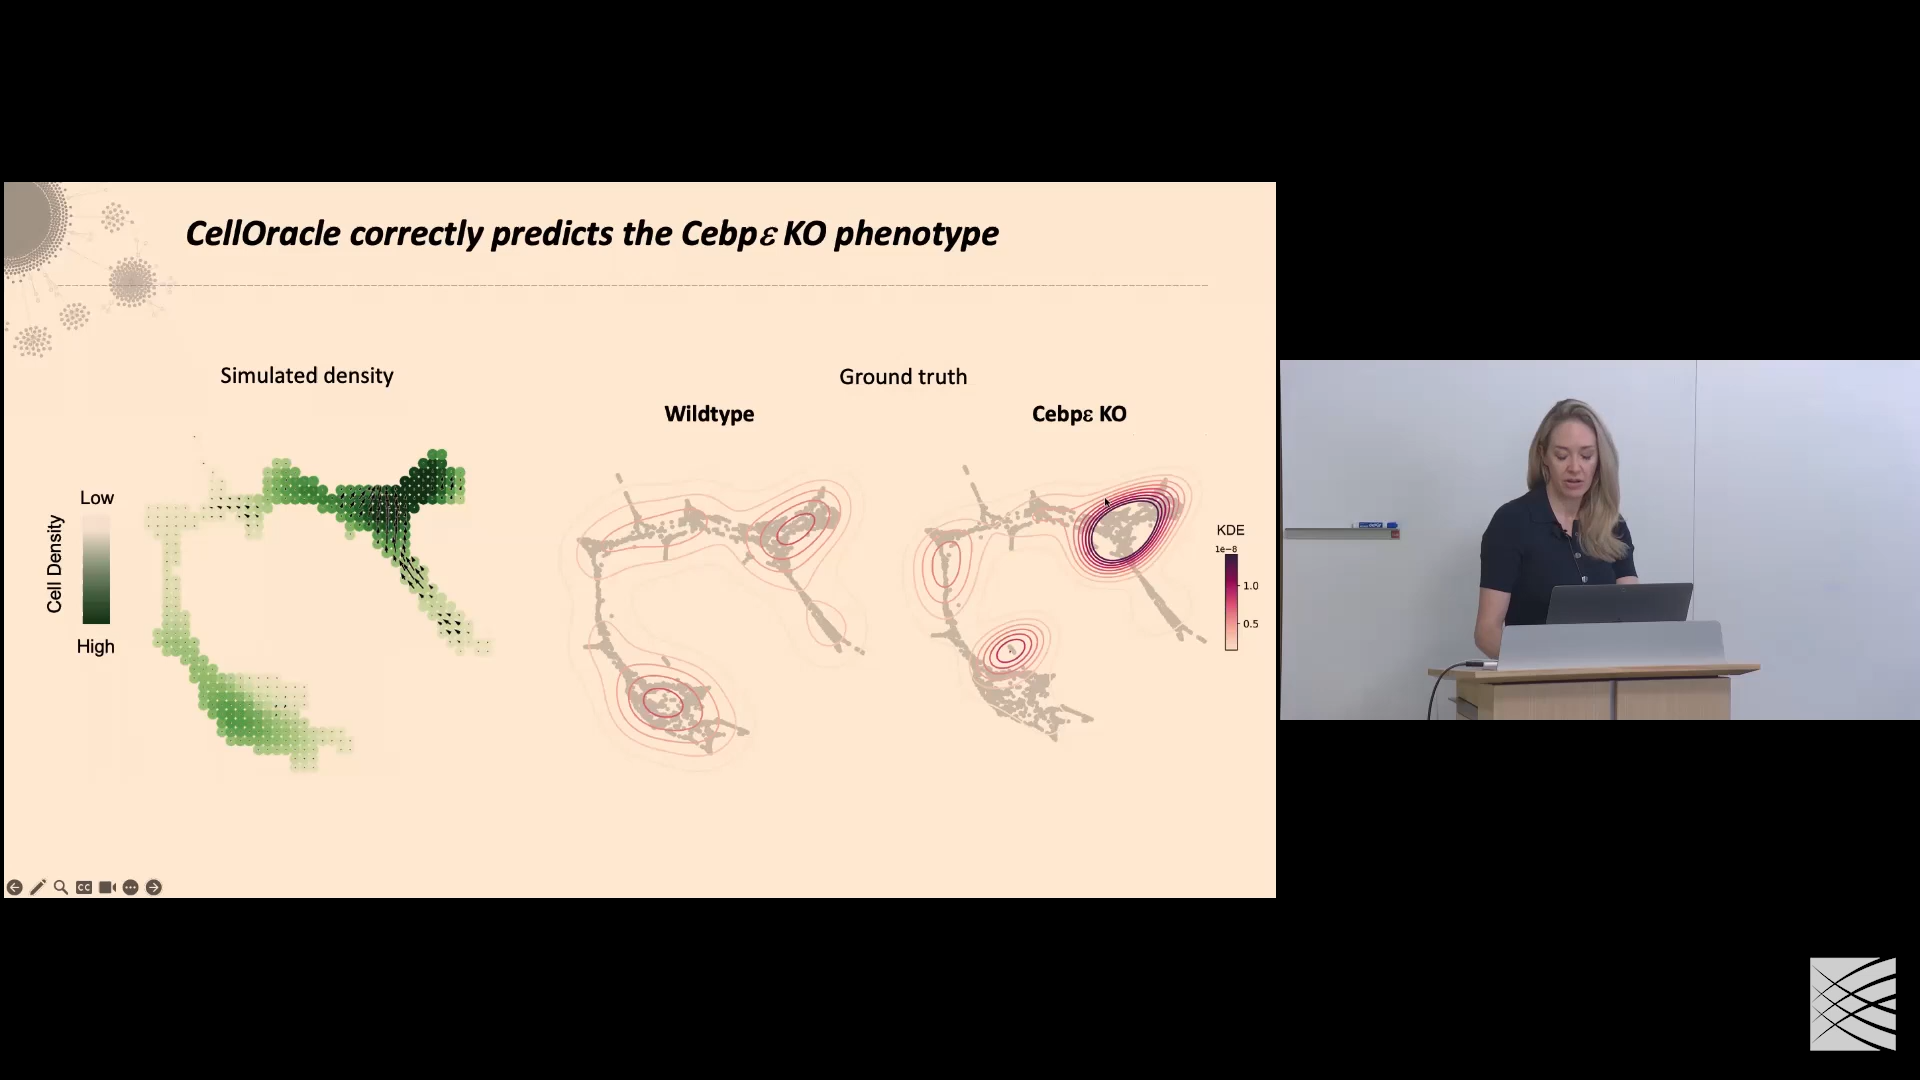 CellOracle correctly predicts the Cebpε KO phenotype
Simulated density
Ground truth
Wildtype
Cebpε KO
Low
Cell Density
High
KDE
1e-8
1.0
0.5
CC